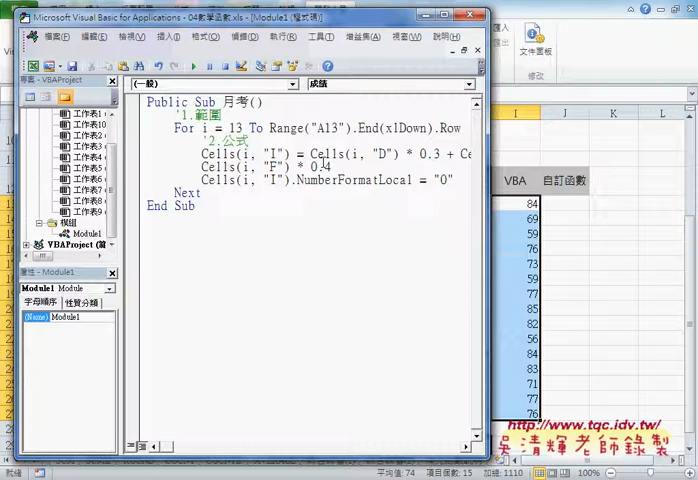 Microsoft Visual Basic for Applications - 04數學函數.xls - [Module1 (程式碼)]
檔案(F) 編輯(E) 檢視(V) 插入(I) 格式(O) 偵錯(D) 執行(R) 工具(T) 增益集(A) 視窗(W) 說明(H)
專案 - VBAProject
(一般)
成績
工作表1
工作表10
工作表2
工作表3
工作表4
工作表5
工作表6
工作表7
工作表8
工作表9
模組
Module1
屬性 - Module1
Module1 Module
字母順序 性質分類
(Name) Module1
Public Sub 月考()
'1.範圍
For i = 13 To Range("A13").End(xlDown).Row
'2.公式
Cells(i, "I") = Cells(i, "D") * 0.3 + Ce
Cells(i, "F") * 0.4
Cells(i, "I").NumberFormatLocal = "0"
Next
End Sub
文件面板
修改
I J K L
VBA 自訂函數
84
69
59
76
73
59
77
85
82
56
84
83
71
77
76
http://www.tqc.idv.tw/
吳清輝老師錄製
就緒
平均值: 74 項目個數: 15 加總: 1110 100%